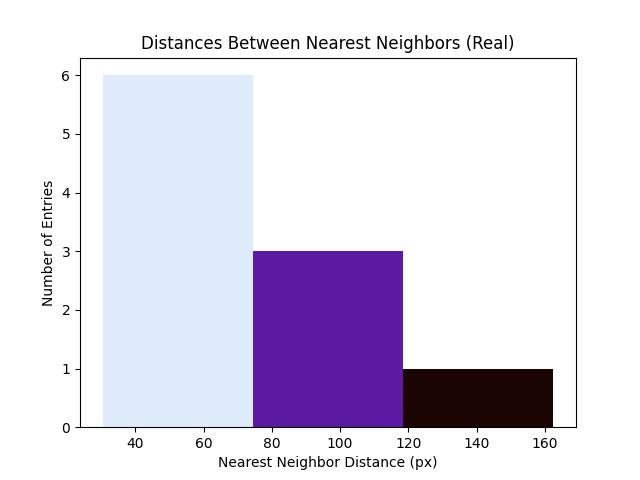 Distances Between Nearest Neighbors (Real)
Number of Entries
6
5
4
3
2
1
0
40 60 80 100 120 140 160
Nearest Neighbor Distance (px)